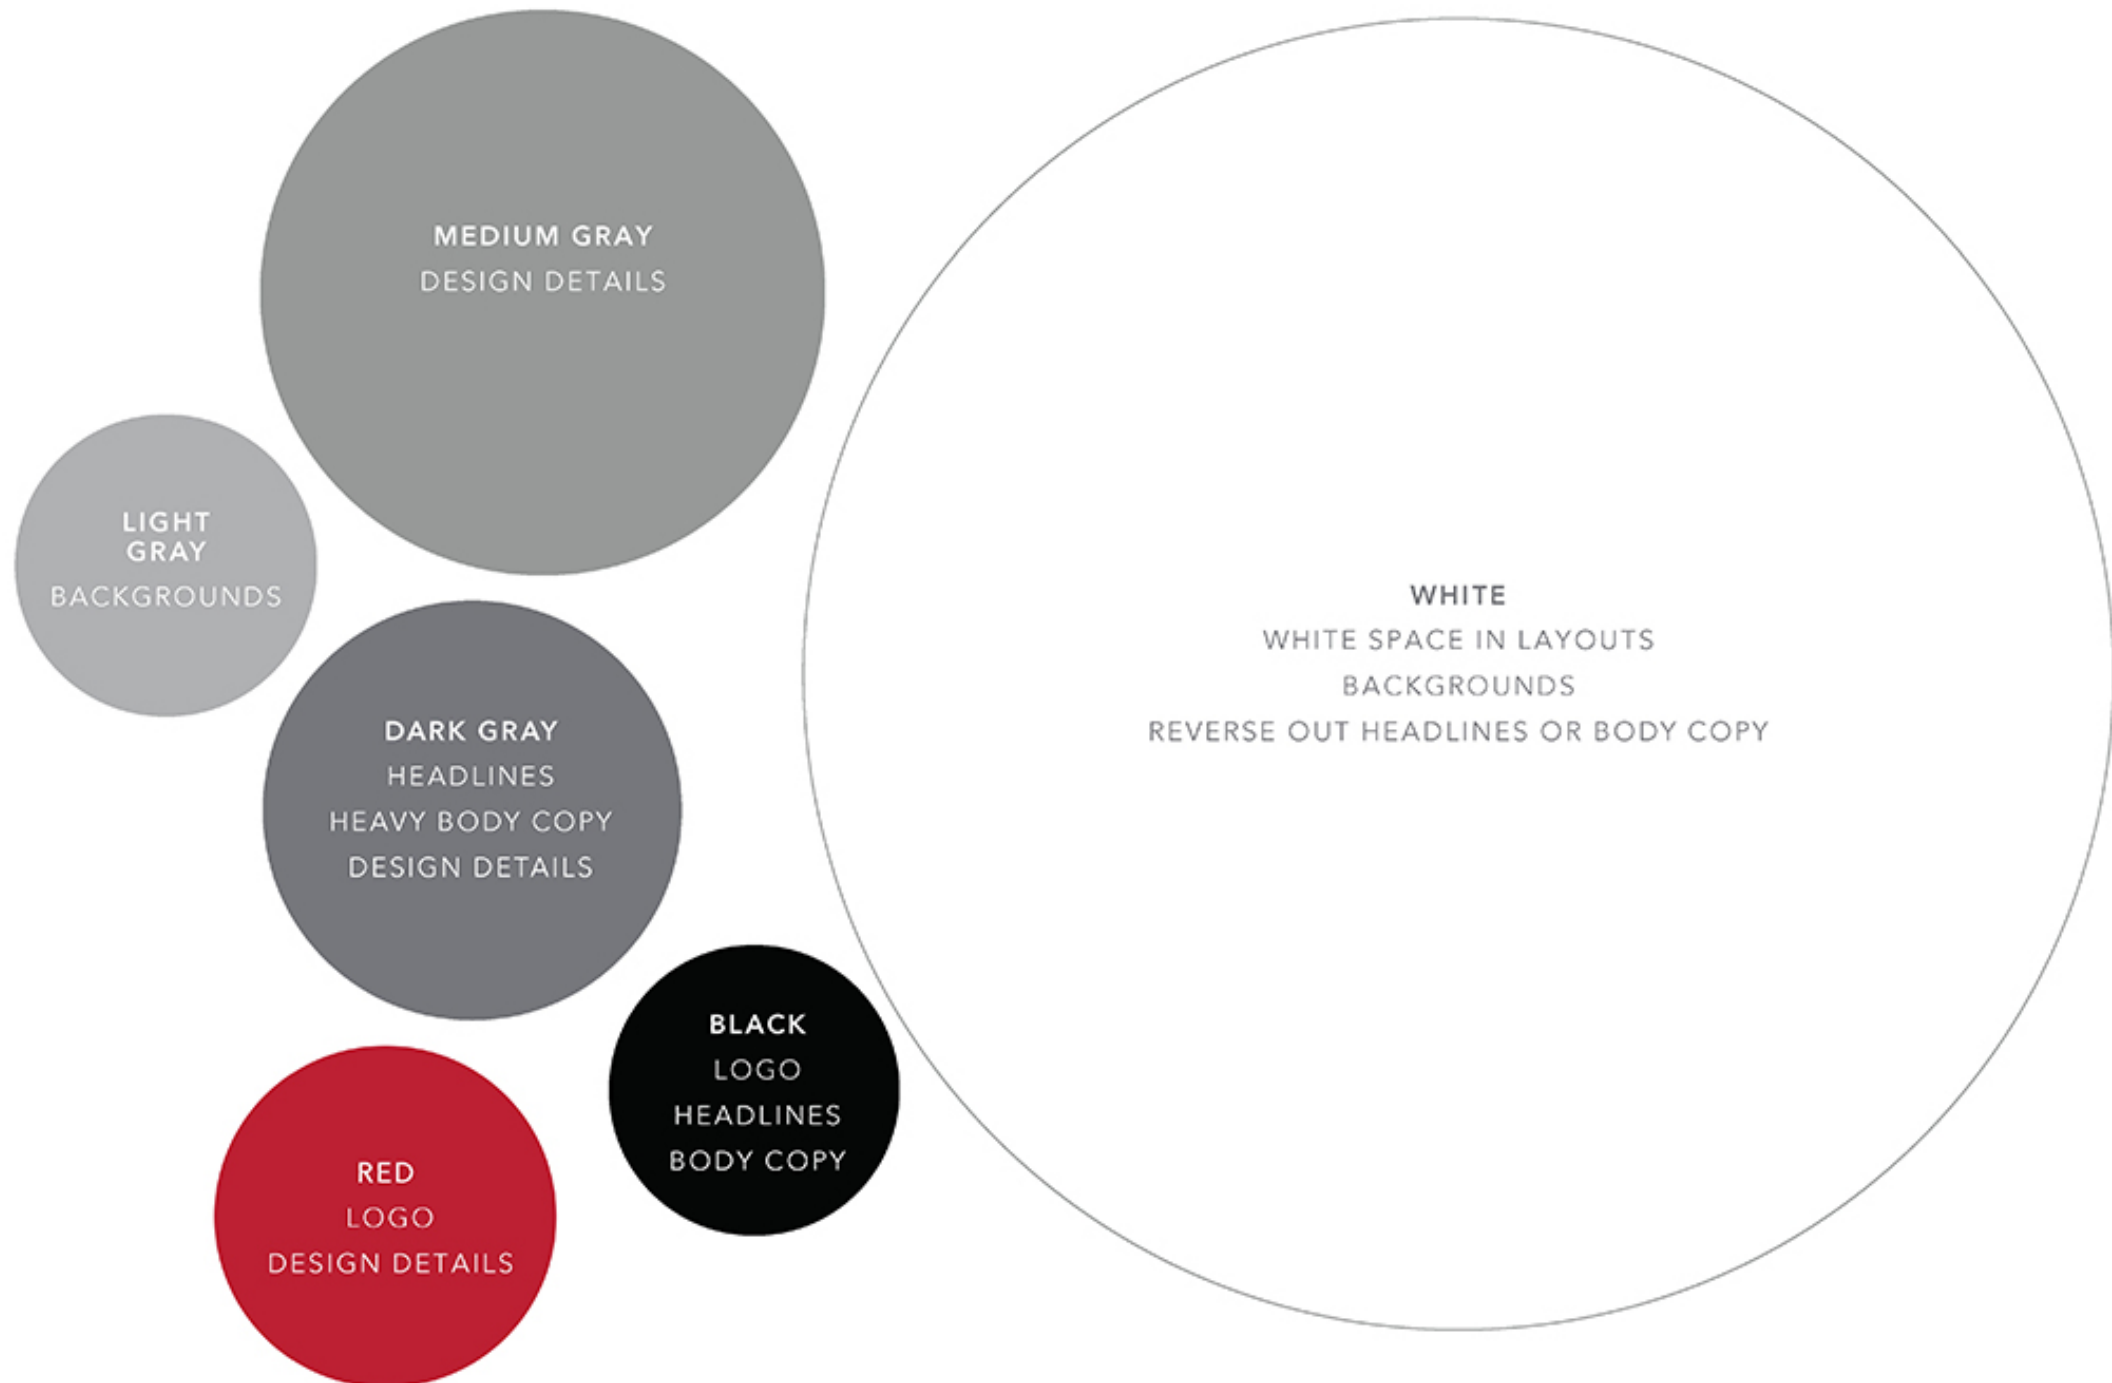 MEDIUM GRAY
DESIGN DETAILS
LIGHT
GRAY
BACKGROUNDS
DARK GRAY
HEADLINES
HEAVY BODY COPY
DESIGN DETAILS
BLACK
LOGO
HEADLINES
BODY COPY
RED
LOGO
DESIGN DETAILS
WHITE
WHITE SPACE IN LAYOUTS
BACKGROUNDS
REVERSE OUT HEADLINES OR BODY COPY